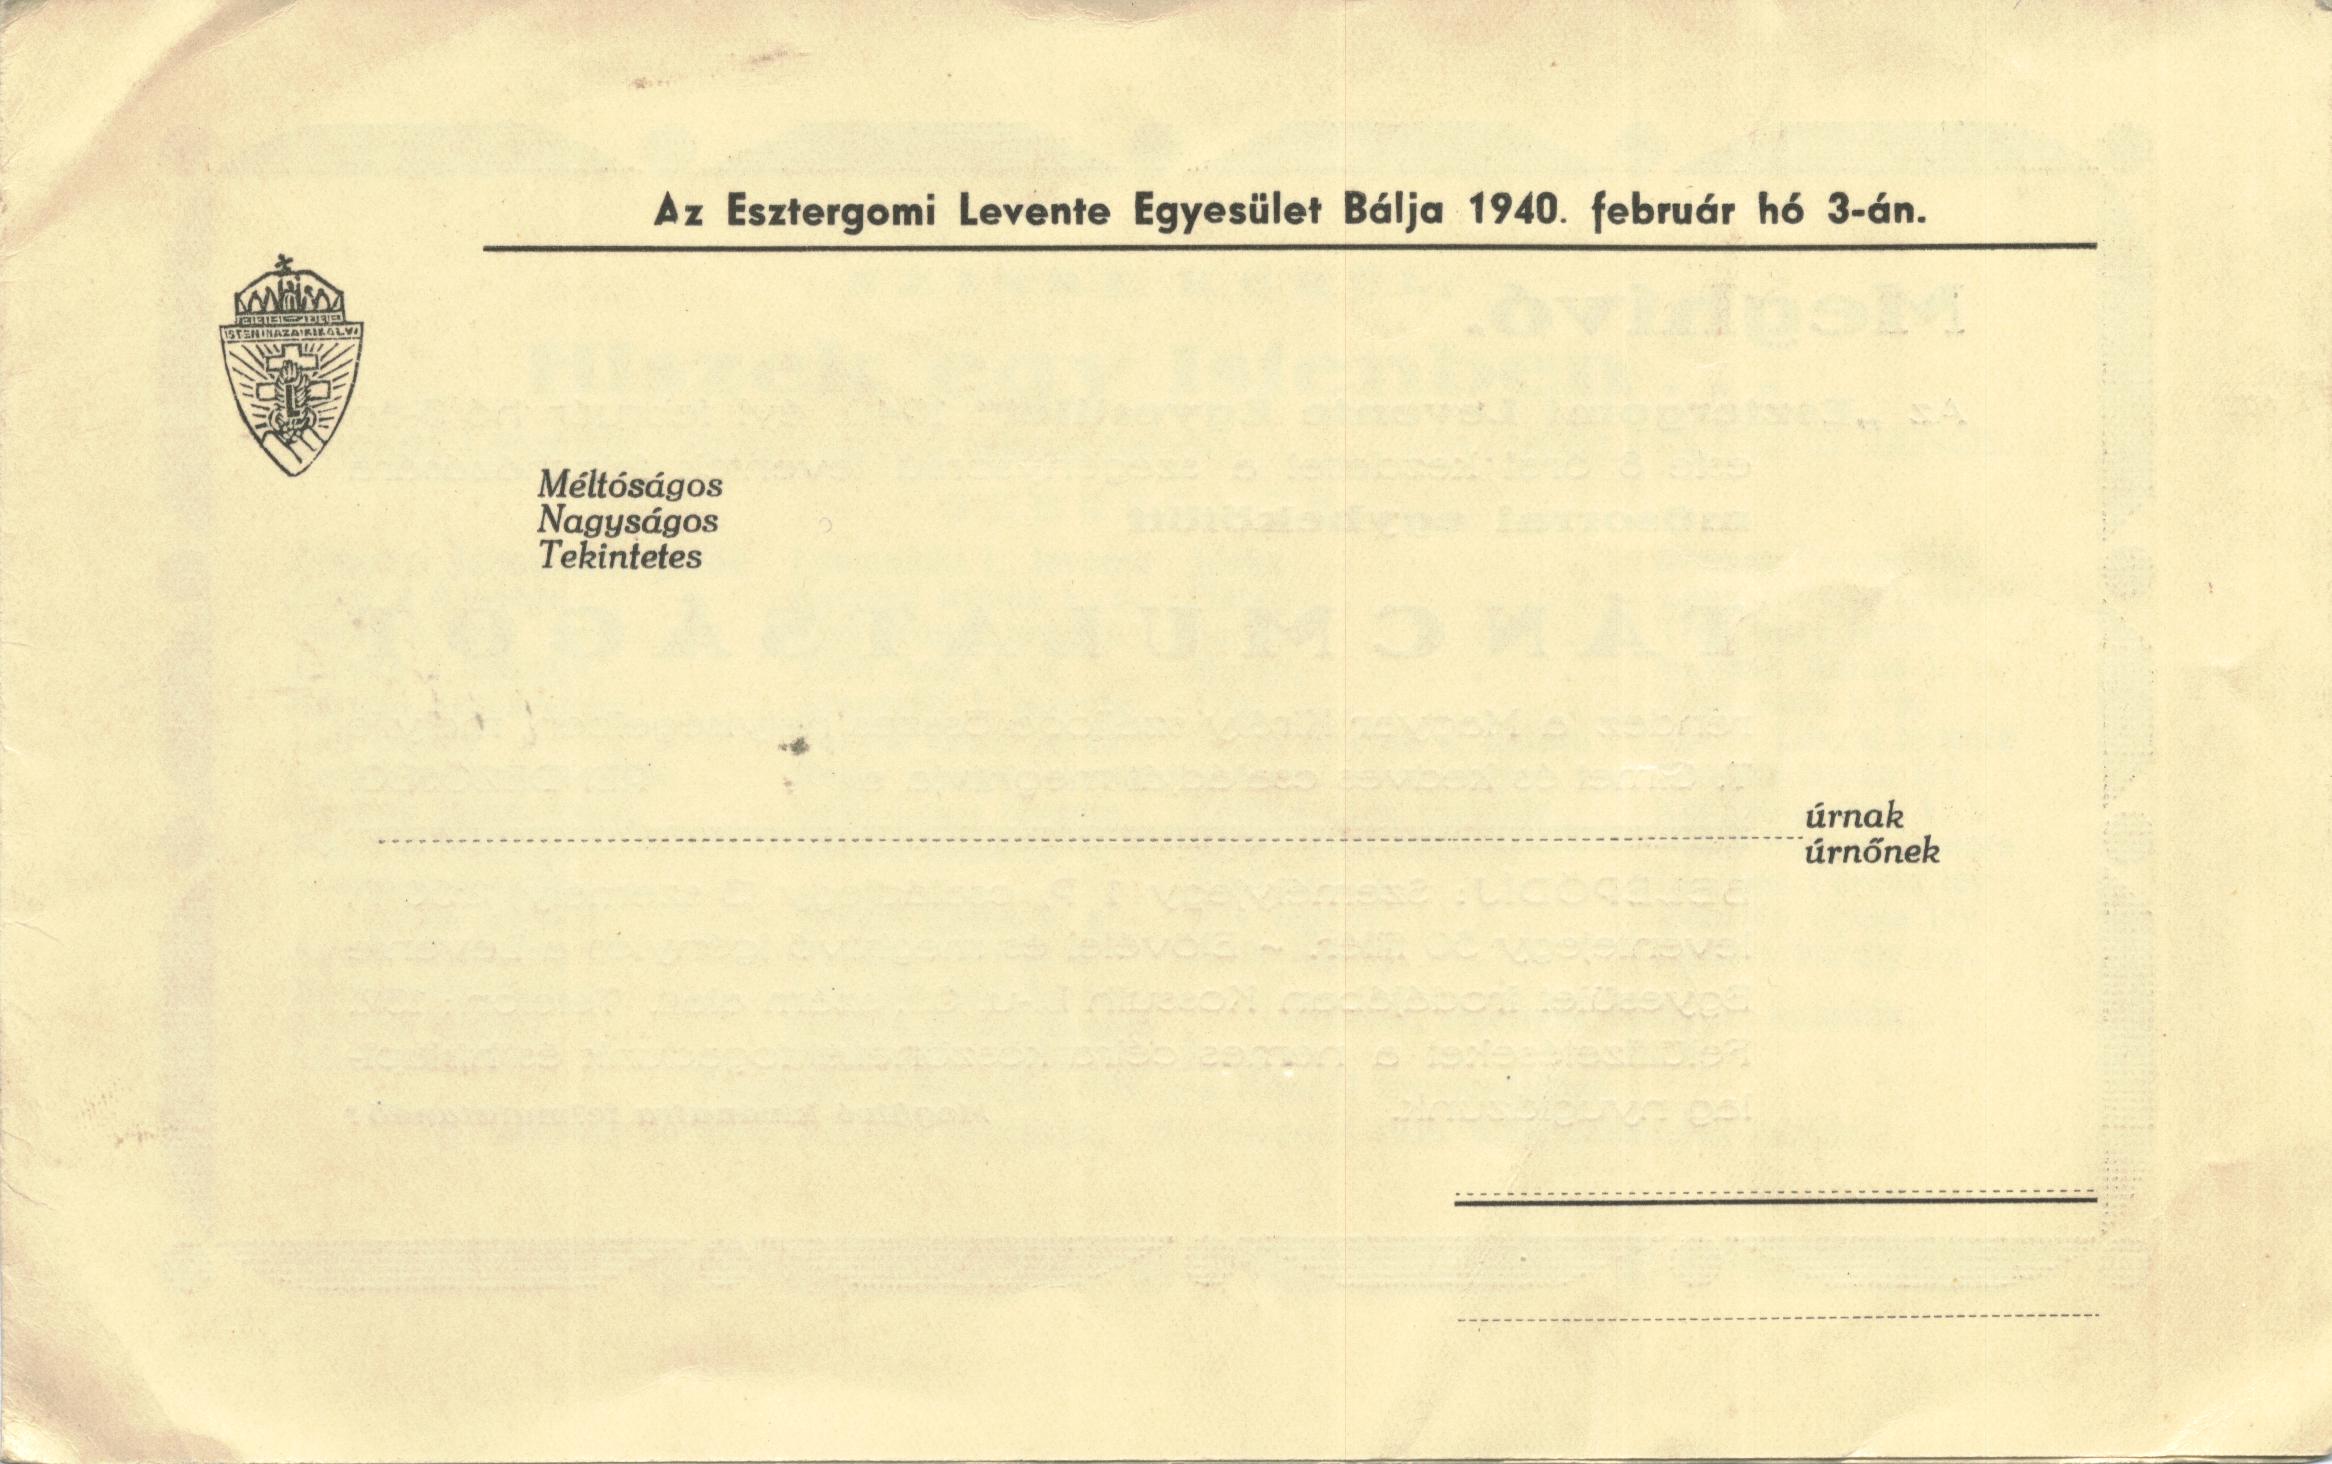 Az Esztergomi Levente Egyesület Bálja 1940. február hó 3-án.
ISTEN HAZA KIRÁLY
L
Méltóságos
Nagyságos
Tekintetes
úrnak
úrnőnek